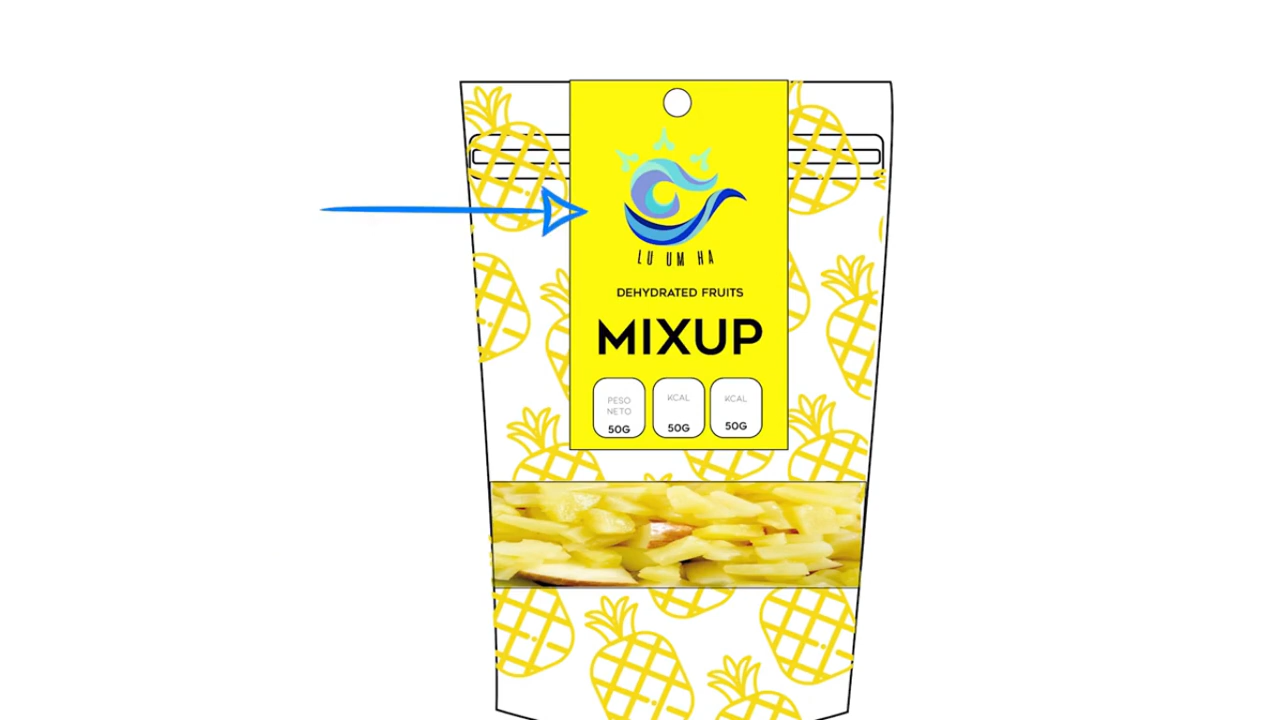 LU UM HA
DEHYDRATED FRUITS
MIXUP
PESO
NETO
50G
KCAL
50G
KCAL
50G